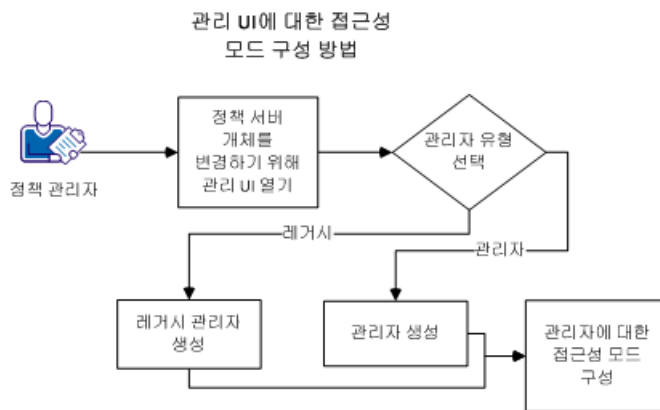 관리 UI에 대한 접근성
모드 구성 방법
정책 관리자
정책 서버
개체를
변경하기 위해
관리 UI 열기
관리자 유형
선택
레거시
관리자
레거시 관리자
생성
관리자 생성
관리자에 대한
접근성 모드
구성